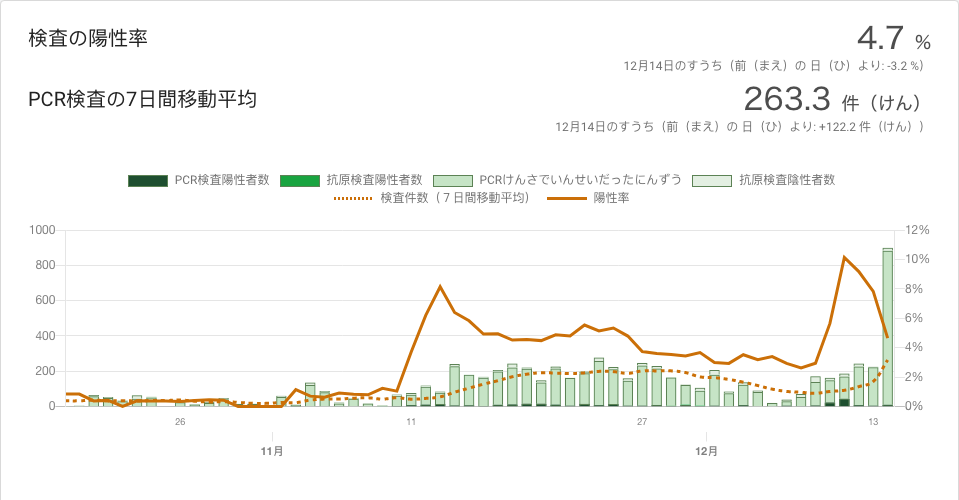 検査の陽性率
4.7 %
12月14日のすうち（前（まえ）の 日（ひ）より: -3.2 %）
PCR検査の7日間移動平均
263.3 件（けん）
12月14日のすうち（前（まえ）の 日（ひ）より: +122.2 件（けん））
PCR検査陽性者数 抗原検査陽性者数 PCRけんさでいんせいだったにんずう 抗原検査陰性者数
検査件数（７日間移動平均） 陽性率
1000 12%
10%
800
8%
600
6%
400
4%
200
2%
0 0%
26 11 27 13
11月 12月